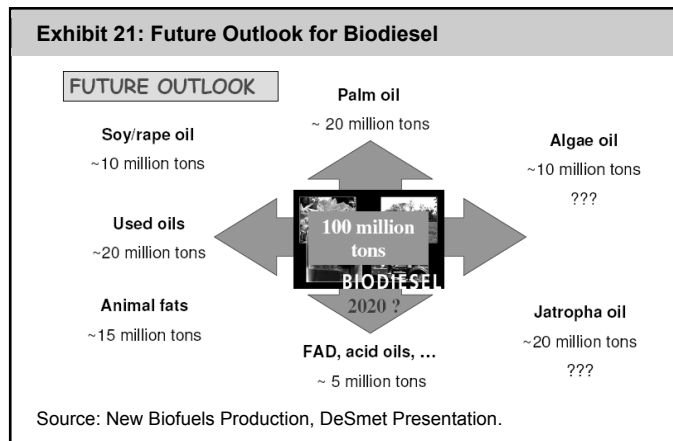 Exhibit 21: Future Outlook for Biodiesel
FUTURE OUTLOOK
Palm oil
~ 20 million tons
Soy/rape oil
~10 million tons
Algae oil
~10 million tons
???
Used oils
~20 million tons
100 million
tons
BIODIESEL
2020 ?
Animal fats
~15 million tons
Jatropha oil
~20 million tons
???
FAD, acid oils, ...
~ 5 million tons
Source: New Biofuels Production, DeSmet Presentation.